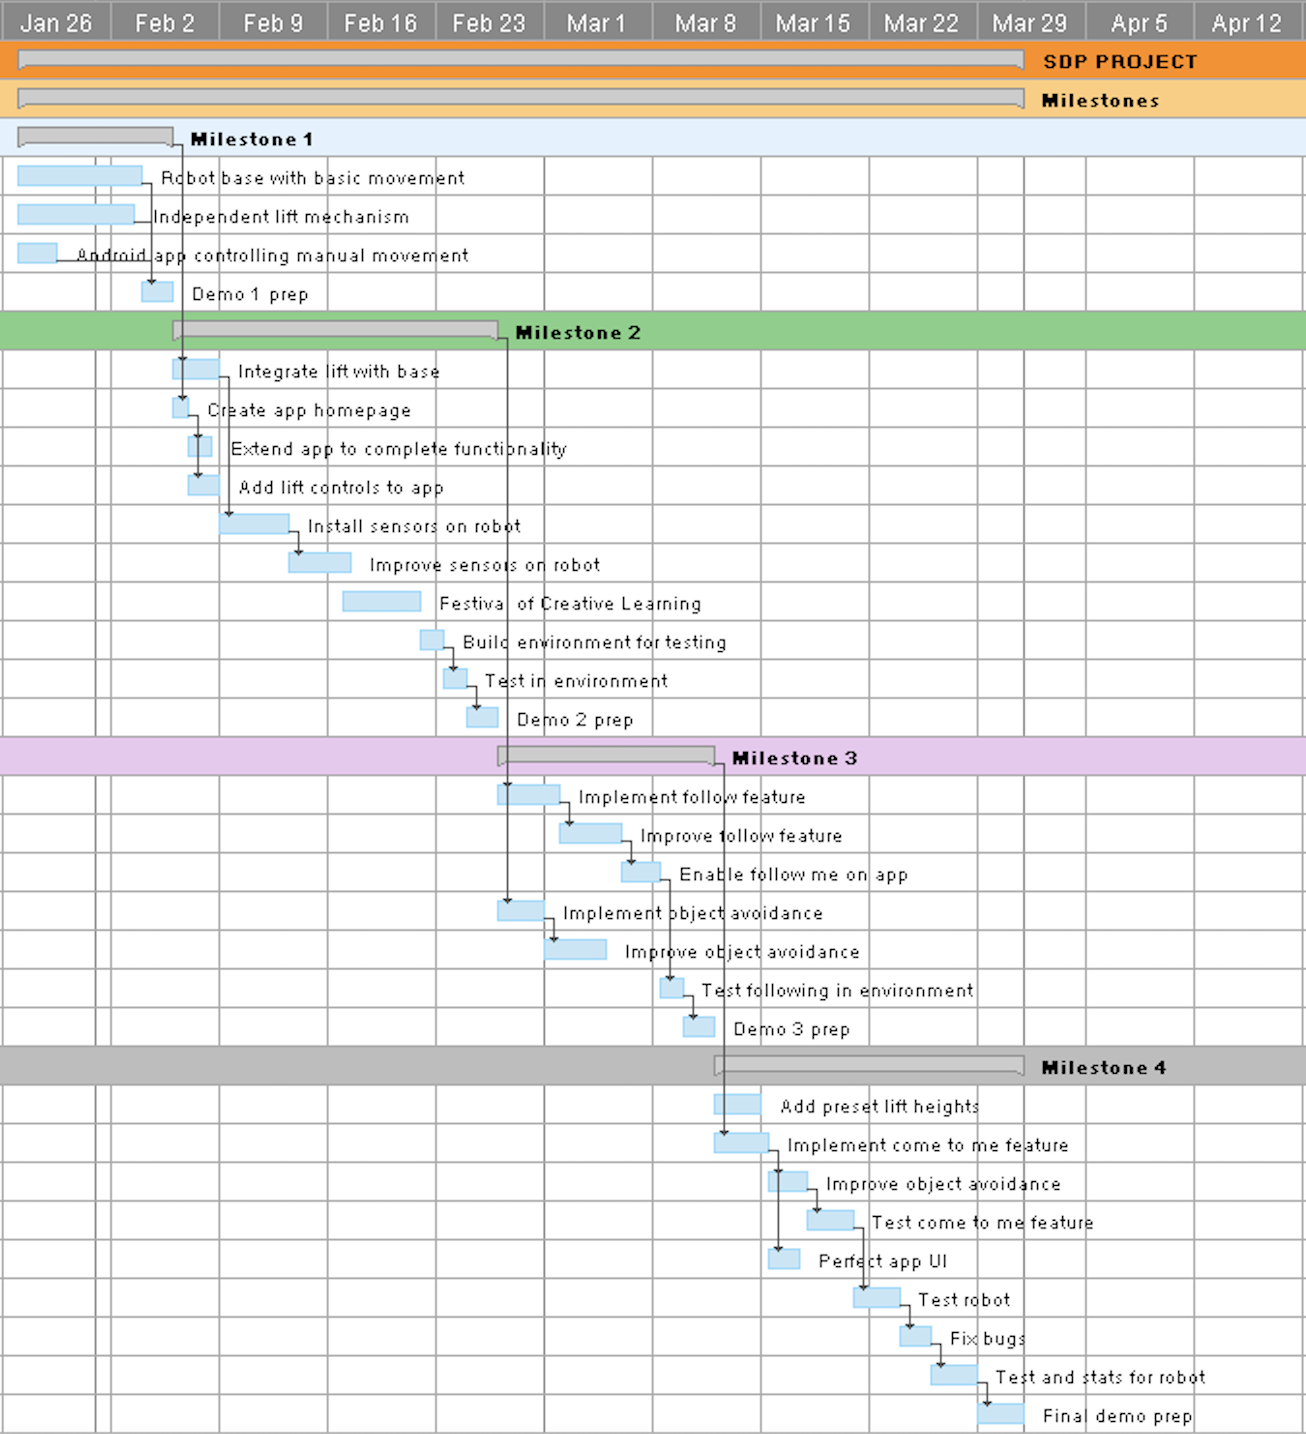 Jan 26 Feb 2 Feb 9 Feb 16 Feb 23 Mar 1 Mar 8 Mar 15 Mar 22 Mar 29 Apr 5 Apr 12
SDP PROJECT
Milestones
Milestone 1
Robot base with basic movement
Independent lift mechanism
Android app controlling manual movement
Demo 1 prep
Milestone 2
Integrate lift with base
Create app homepage
Extend app to complete functionality
Add lift controls to app
Install sensors on robot
Improve sensors on robot
Festival of Creative Learning
Build environment for testing
Test in environment
Demo 2 prep
Milestone 3
Implement follow feature
Improve follow feature
Enable follow me on app
Implement object avoidance
Improve object avoidance
Test following in environment
Demo 3 prep
Milestone 4
Add preset lift heights
Implement come to me feature
Improve object avoidance
Test come to me feature
Perfect app UI
Test robot
Fix bugs
Test and stats for robot
Final demo prep